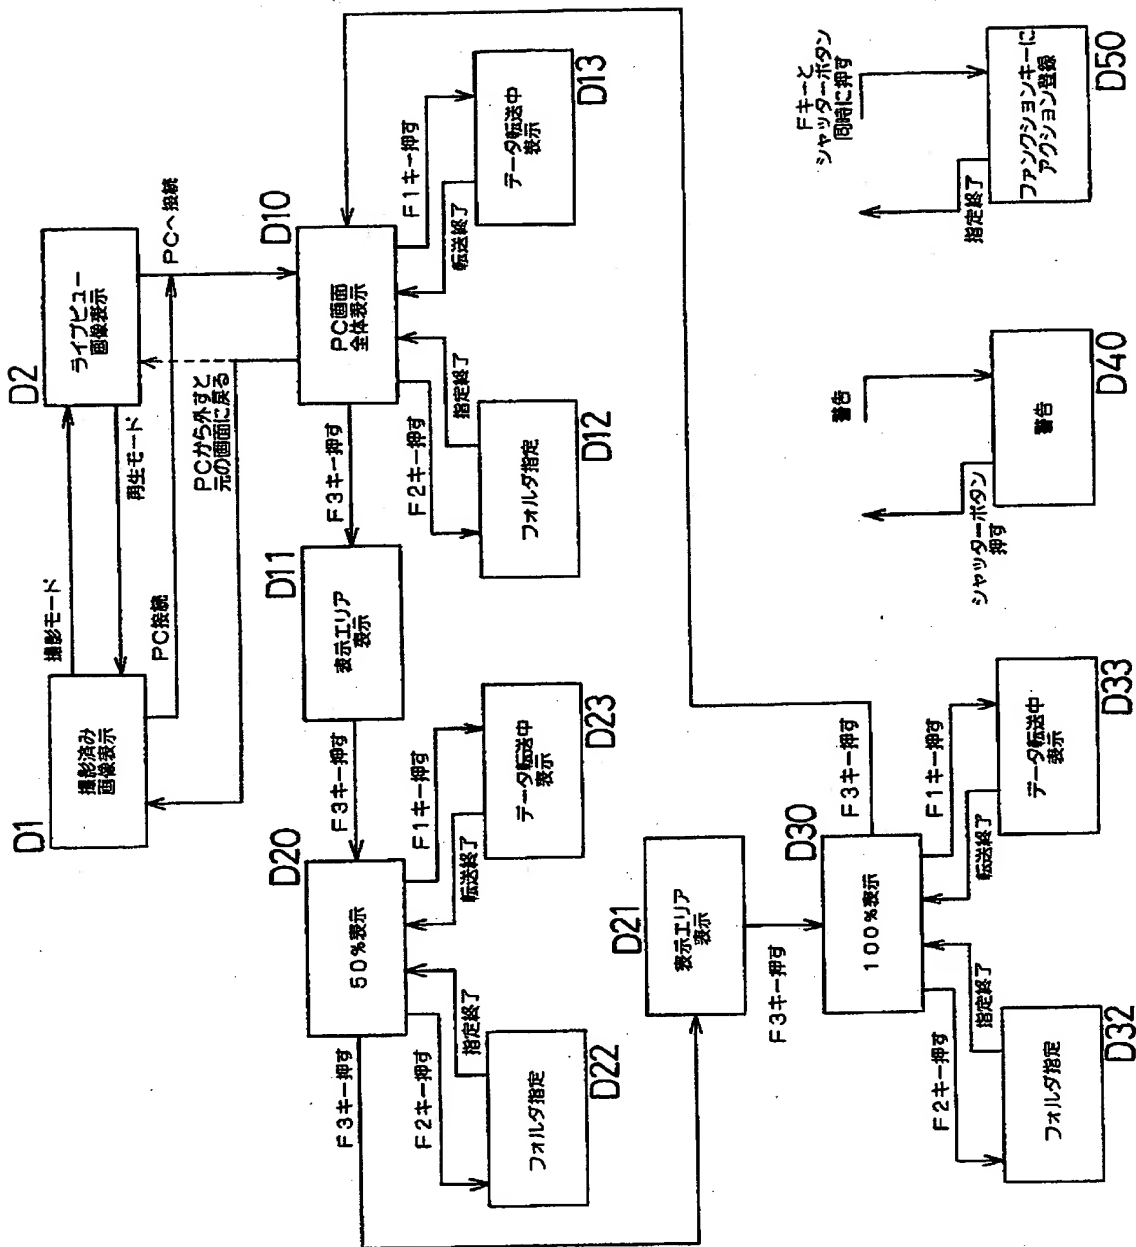 D1
撮影済み
画像表示
撮影モード
再生モード
PC接続
D2
ライブビュー
画像表示
PCへ接続
PCから外すと
元の画面に戻る
D20
50%表示
F3キー押す
D11
表示エリア
表示
F3キー押す
D10
PC画面
全体表示
F3キー押す
F2キー押す
指定終了
転送終了
F1キー押す
F2キー押す
指定終了
転送終了
F1キー押す
D22
フォルダ指定
D23
データ転送中
表示
D12
フォルダ指定
D13
データ転送中
表示
D21
表示エリア
表示
F3キー押す
D30
100%表示
F3キー押す
F2キー押す
指定終了
転送終了
F1キー押す
D32
フォルダ指定
D33
データ転送中
表示
警告
シャッターボタン
押す
D40
警告
Fキーと
シャッターボタン
同時に押す
指定終了
D50
ファンクションキーに
アクション登録